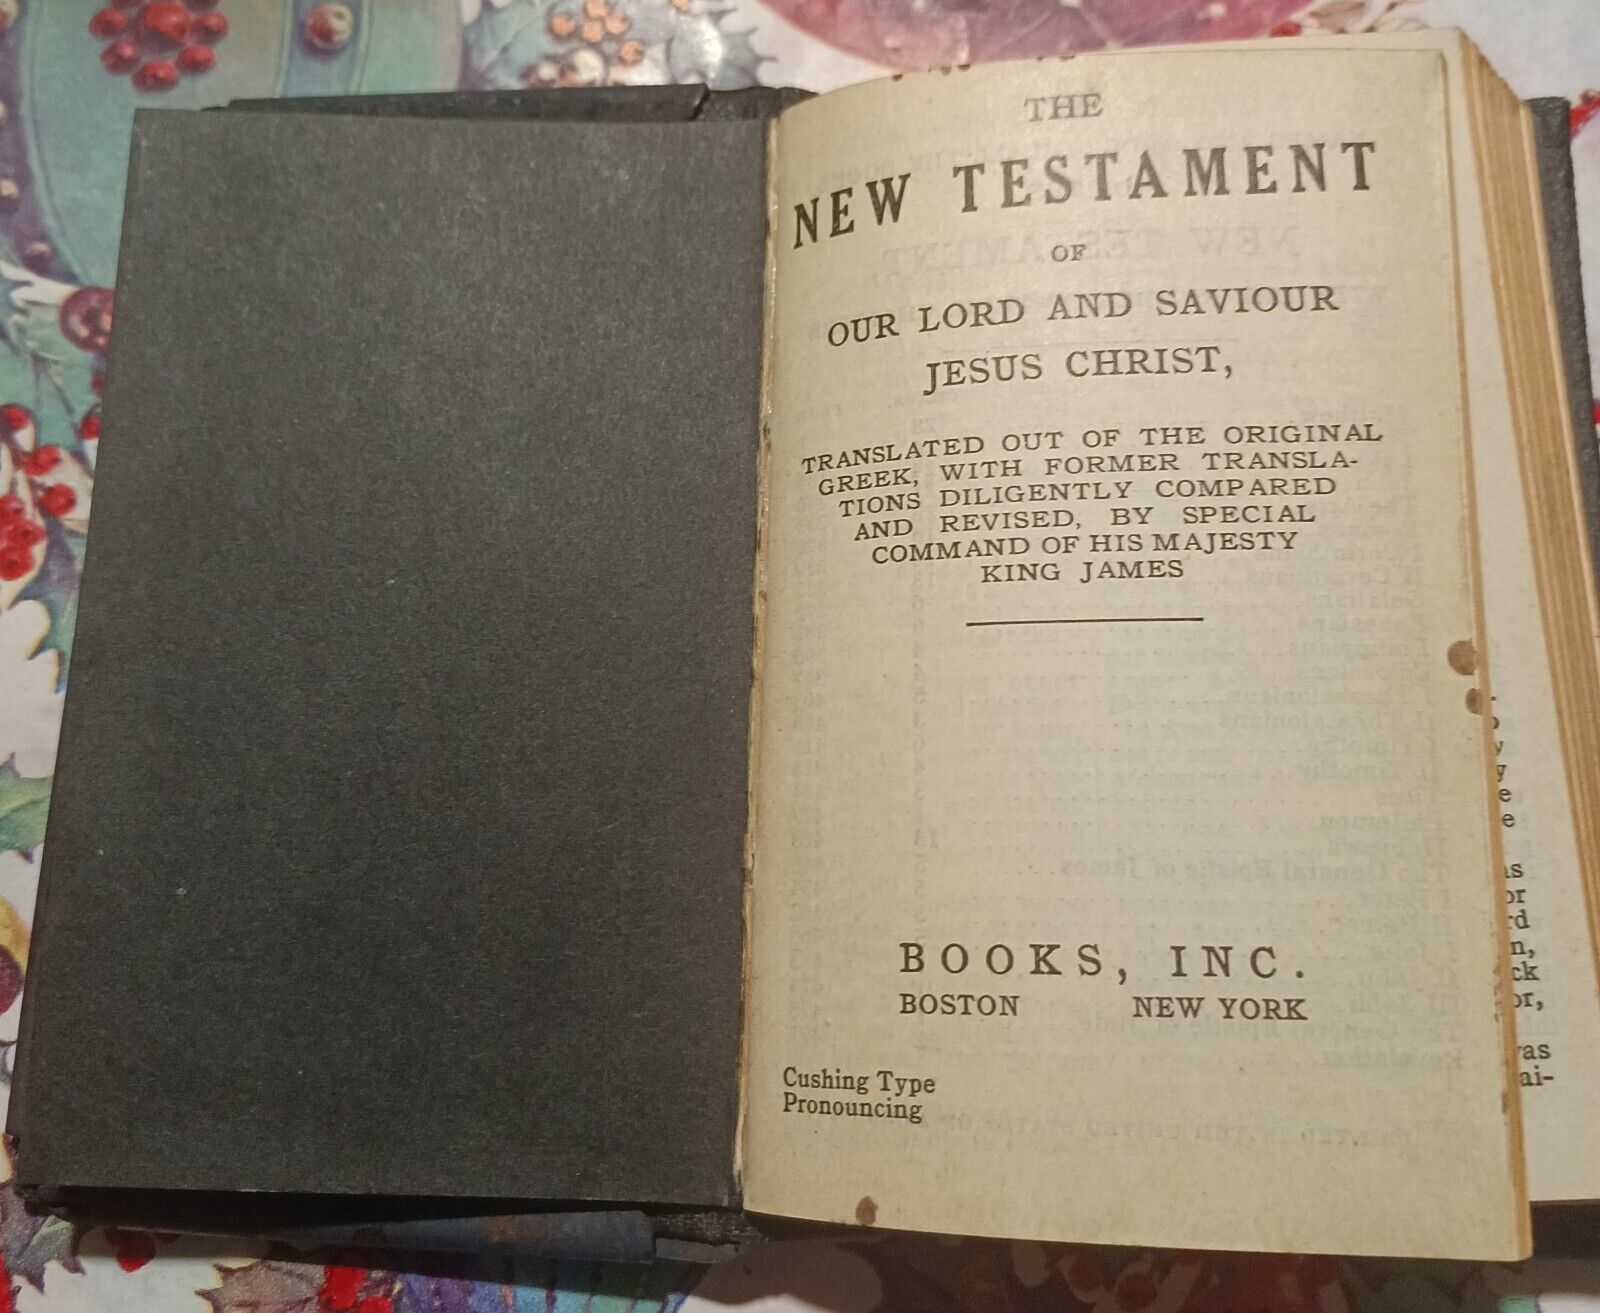 THE
NEW TESTAMENT
OF
OUR LORD AND SAVIOUR
JESUS CHRIST,
TRANSLATED OUT OF THE ORIGINAL
GREEK, WITH FORMER TRANSLA-
TIONS DILIGENTLY COMPARED
AND REVISED, BY SPECIAL
COMMAND OF HIS MAJESTY
KING JAMES
BOOKS, INC.
BOSTON NEW YORK
Cushing Type
Pronouncing